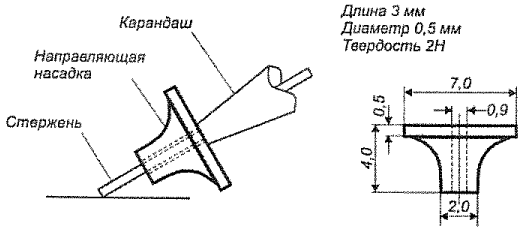 Карандаш
Направляющая
насадка
Стержень
Длина 3 мм
Диаметр 0,5 мм
Твердость 2Н
7,0
0,5
0,9
4,0
2,0